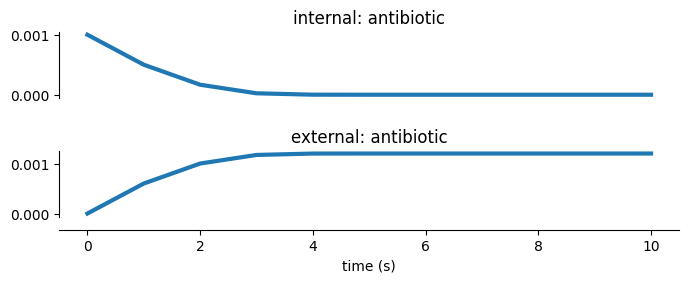 internal: antibiotic
0.001
0.000
external: antibiotic
0.001
0.000
0 2 4 6 8 10
time (s)